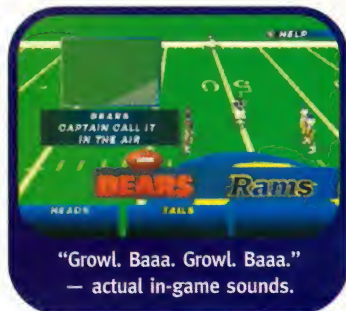 HELP
BEARS
CAPTAIN CALL IT
IN THE AIR
BEARS Rams
HEADS TAILS
"Growl. Baaa. Growl. Baaa."
— actual in-game sounds.